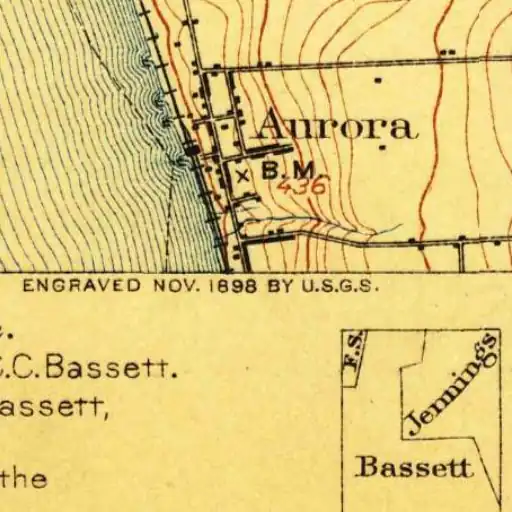 Aurora
B.M.
436
ENGRAVED NOV. 1898 BY U.S.G.S.
C.C.Bassett.
assett,
the
F.S.
Jennings
Bassett